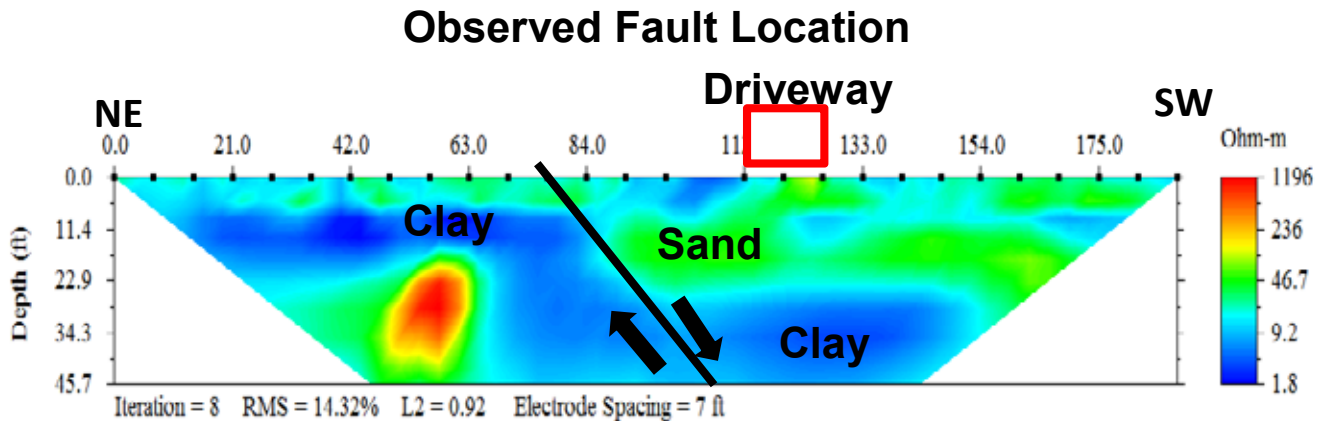 Observed Fault Location
Driveway
NE SW
0.0 21.0 42.0 63.0 84.0 11 133.0 154.0 175.0 Ohm-m
0.0 1196
Clay
11.4 Sand 236
22.9 46.7
Depth (ft)
34.3 Clay 9.2
45.7 1.8
Iteration = 8 RMS = 14.32% L2 = 0.92 Electrode Spacing = 7 ft